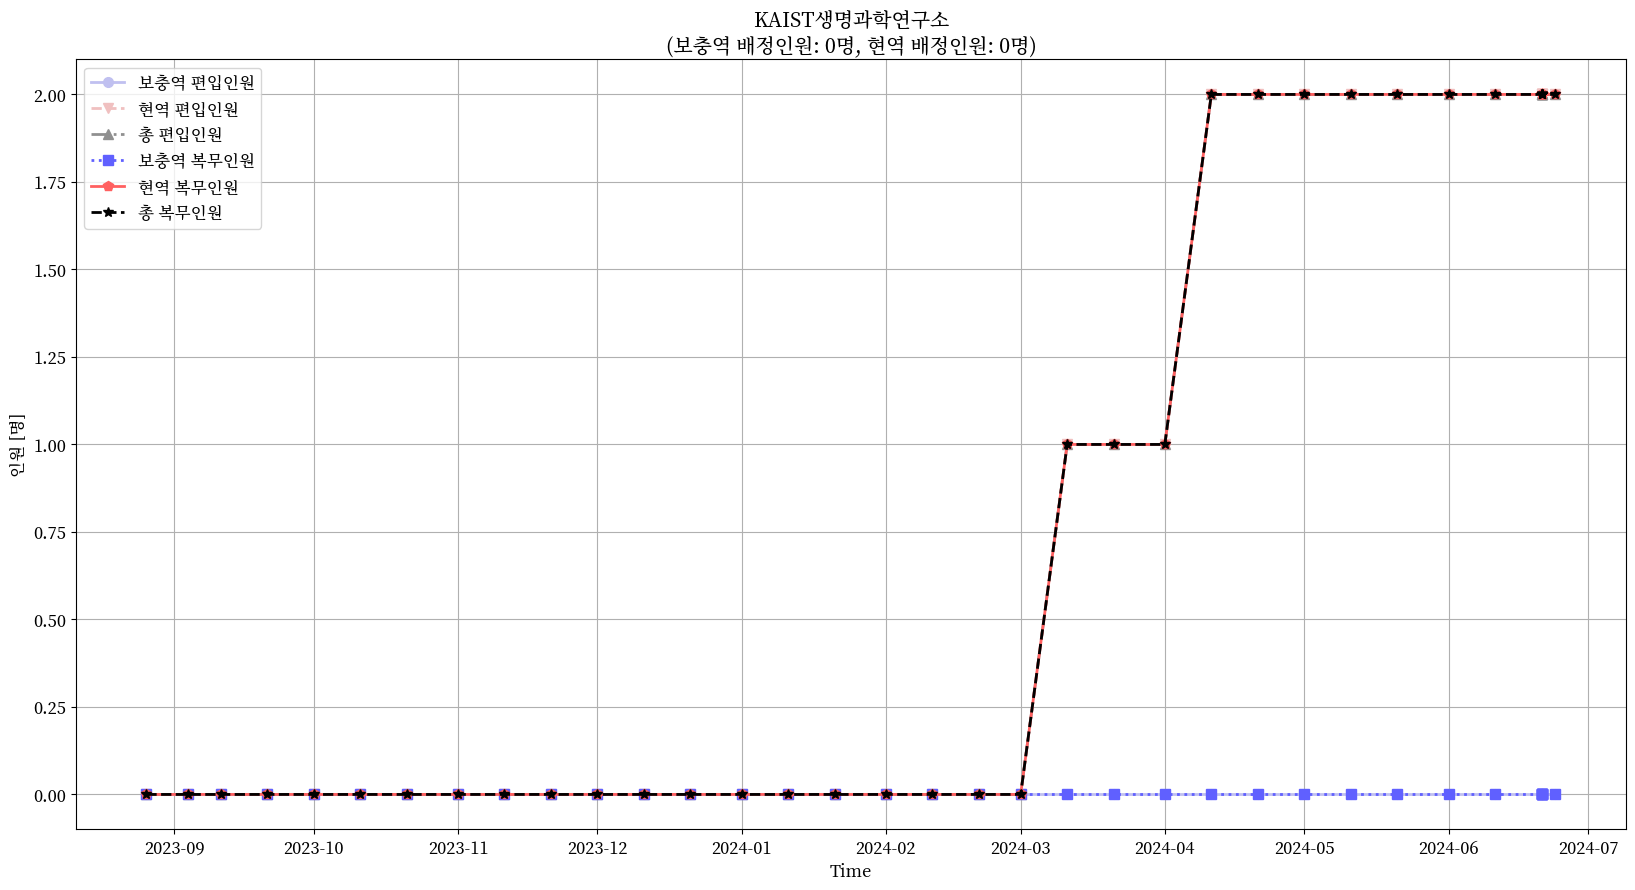 KAIST생명과학연구소
(보충역 배정인원: 0명, 현역 배정인원: 0명)
보충역 편입인원
현역 편입인원
총 편입인원
보충역 복무인원
현역 복무인원
총 복무인원
인원 [명]
2.00
1.75
1.50
1.25
1.00
0.75
0.50
0.25
0.00
2023-09 2023-10 2023-11 2023-12 2024-01 2024-02 2024-03 2024-04 2024-05 2024-06 2024-07
Time